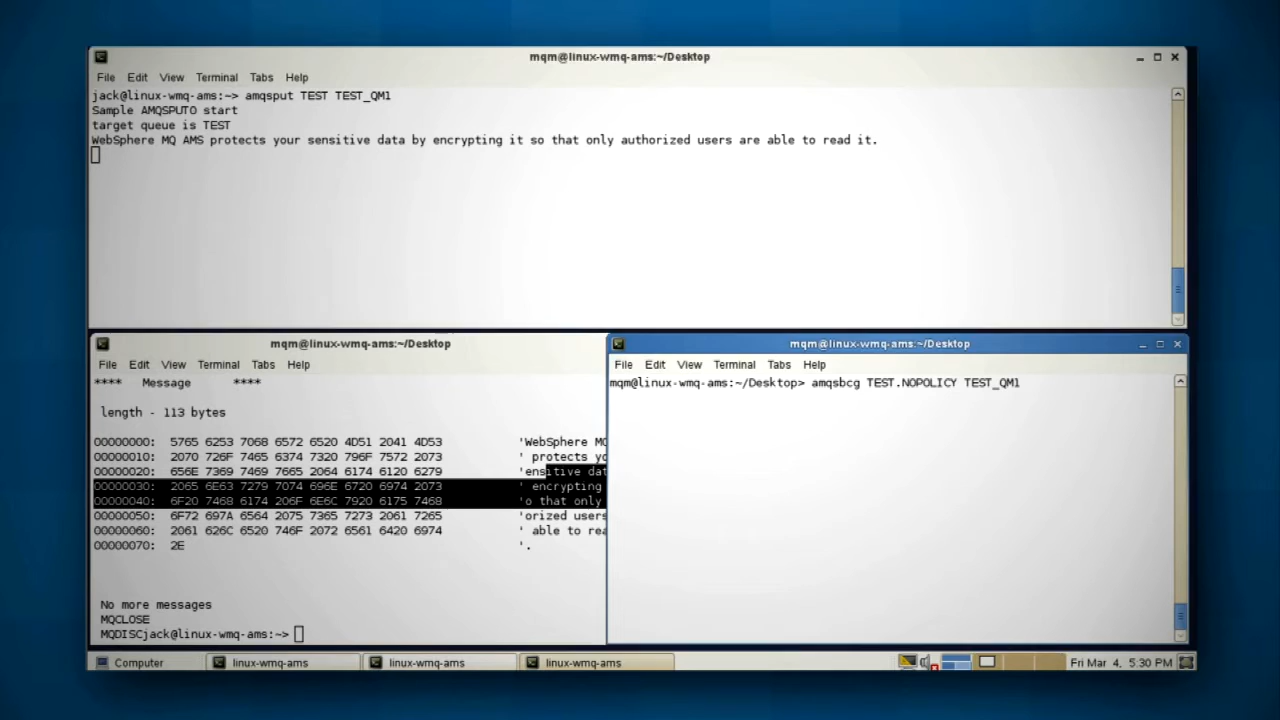 mqm@linux-wmq-ams:~/Desktop
File Edit View Terminal Tabs Help
jack@linux-wmq-ams:~> amqsput TEST TEST_QM1
Sample AMQSPUT0 start
target queue is TEST
WebSphere MQ AMS protects your sensitive data by encrypting it so that only authorized users are able to read it.
mqm@linux-wmq-ams:~/Desktop
File Edit View Terminal Tabs Help
**** Message ****
length - 113 bytes
00000000: 5765 6253 7068 6572 6520 4D51 2041 4D53 'WebSphere MQ
00000010: 2070 726F 7465 6374 7320 796F 7572 2073 ' protects yo
00000020: 656E 7369 7469 7665 2064 6174 6120 6279 'ensitive dat
00000030: 2065 6E63 7279 7074 696E 6720 6974 2073 ' encrypting
00000040: 6F20 7468 6174 206F 6E6C 7920 6175 7468 'o that only
00000050: 6F72 697A 6564 2075 7365 7273 2061 7265 'orized users
00000060: 2061 626C 6520 746F 2072 6561 6420 6974 ' able to rea
00000070: 2E '.
No more messages
MQCLOSE
MQDISCjack@linux-wmq-ams:~>
mqm@linux-wmq-ams:~/Desktop
File Edit View Terminal Tabs Help
mqm@linux-wmq-ams:~/Desktop> amqsbcg TEST.NOPOLICY TEST_QM1
Computer linux-wmq-ams linux-wmq-ams linux-wmq-ams Fri Mar 4, 5:30 PM